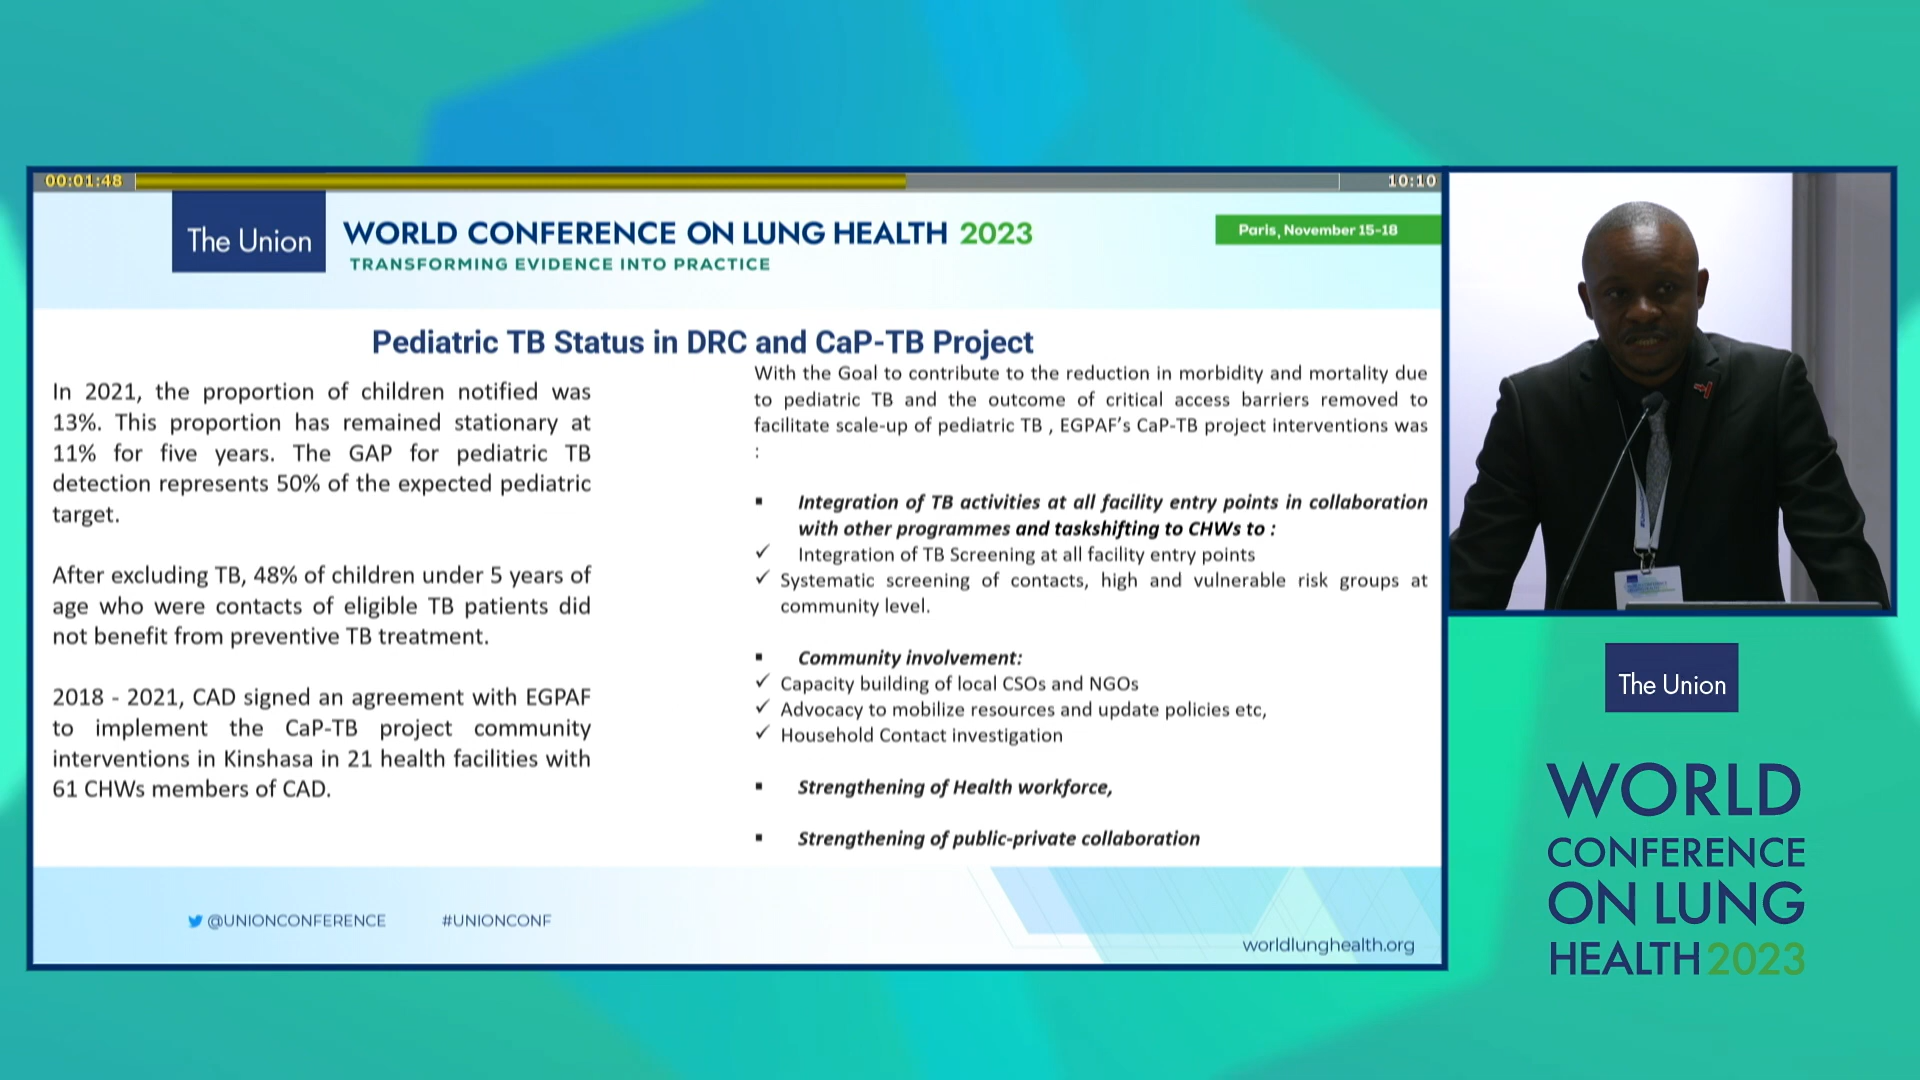 00:01:48
10:10
The Union
WORLD CONFERENCE ON LUNG HEALTH 2023
TRANSFORMING EVIDENCE INTO PRACTICE
Paris, November 15-18
Pediatric TB Status in DRC and CaP-TB Project
In 2021, the proportion of children notified was
13%. This proportion has remained stationary at
11% for five years. The GAP for pediatric TB
detection represents 50% of the expected pediatric
target.
After excluding TB, 48% of children under 5 years of
age who were contacts of eligible TB patients did
not benefit from preventive TB treatment.
2018 - 2021, CAD signed an agreement with EGPAF
to implement the CaP-TB project community
interventions in Kinshasa in 21 health facilities with
61 CHWs members of CAD.
With the Goal to contribute to the reduction in morbidity and mortality due
to pediatric TB and the outcome of critical access barriers removed to
facilitate scale-up of pediatric TB , EGPAF's CaP-TB project interventions was
:
▪ Integration of TB activities at all facility entry points in collaboration
with other programmes and taskshifting to CHWs to :
✓ Integration of TB Screening at all facility entry points
✓ Systematic screening of contacts, high and vulnerable risk groups at
community level.
▪ Community involvement:
✓ Capacity building of local CSOs and NGOs
✓ Advocacy to mobilize resources and update policies etc,
✓ Household Contact investigation
▪ Strengthening of Health workforce,
▪ Strengthening of public-private collaboration
@UNIONCONFERENCE
#UNIONCONF
worldlunghealth.org
The Union
WORLD
CONFERENCE
ON LUNG
HEALTH 2023